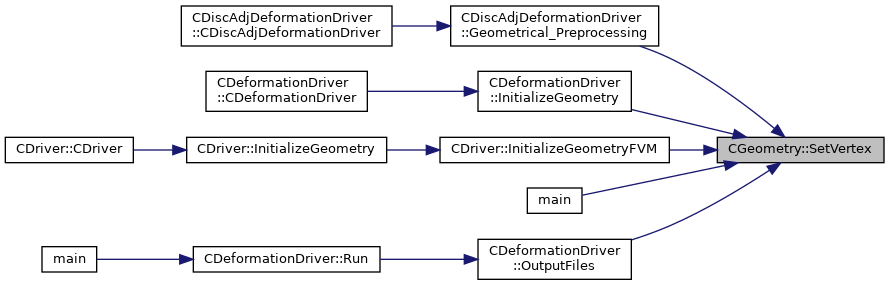 CDiscAdjDeformationDriver
::CDiscAdjDeformationDriver
CDiscAdjDeformationDriver
::Geometrical_Preprocessing
CDeformationDriver
::CDeformationDriver
CDeformationDriver
::InitializeGeometry
CDriver::CDriver
CDriver::InitializeGeometry
CDriver::InitializeGeometryFVM
CGeometry::SetVertex
main
main
CDeformationDriver::Run
CDeformationDriver
::OutputFiles